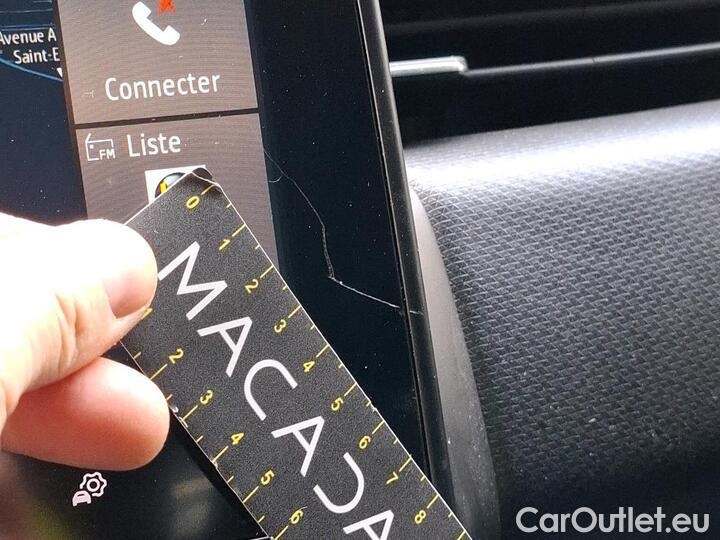 Avenue A
Saint-E
Connecter
FM Liste
0 1 2 3 4 5 6 7 8
MACADA
1 2 3 4 5 6
CarOutlet.eu